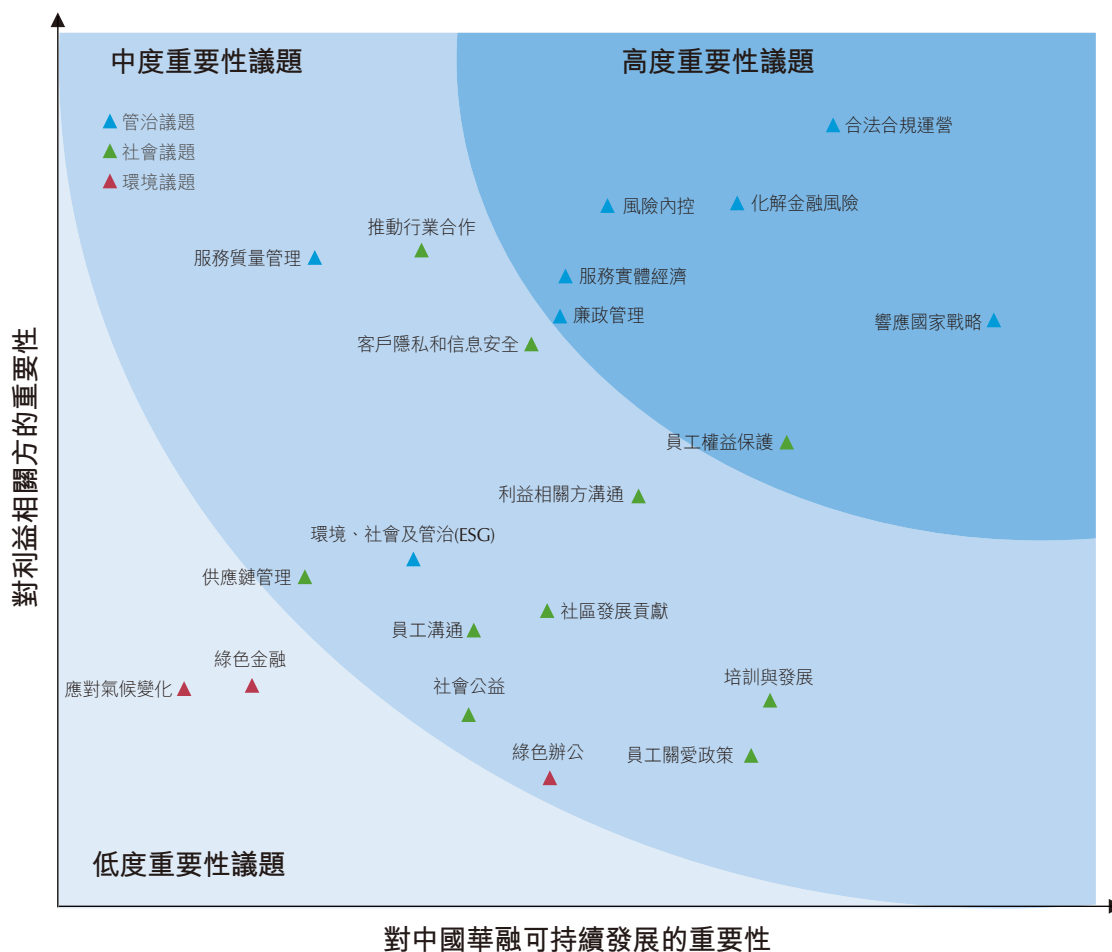 中度重要性議題
高度重要性議題
管治議題
社會議題
環境議題
合法合規運營
風險內控
化解金融風險
推動行業合作
服務質量管理
服務實體經濟
廉政管理
響應國家戰略
客戶隱私和信息安全
員工權益保護
利益相關方溝通
環境、社會及管治(ESG)
供應鏈管理
社區發展貢獻
員工溝通
綠色金融
應對氣候變化
社會公益
培訓與發展
綠色辦公
員工關愛政策
低度重要性議題
對利益相關方的重要性
對中國華融可持續發展的重要性